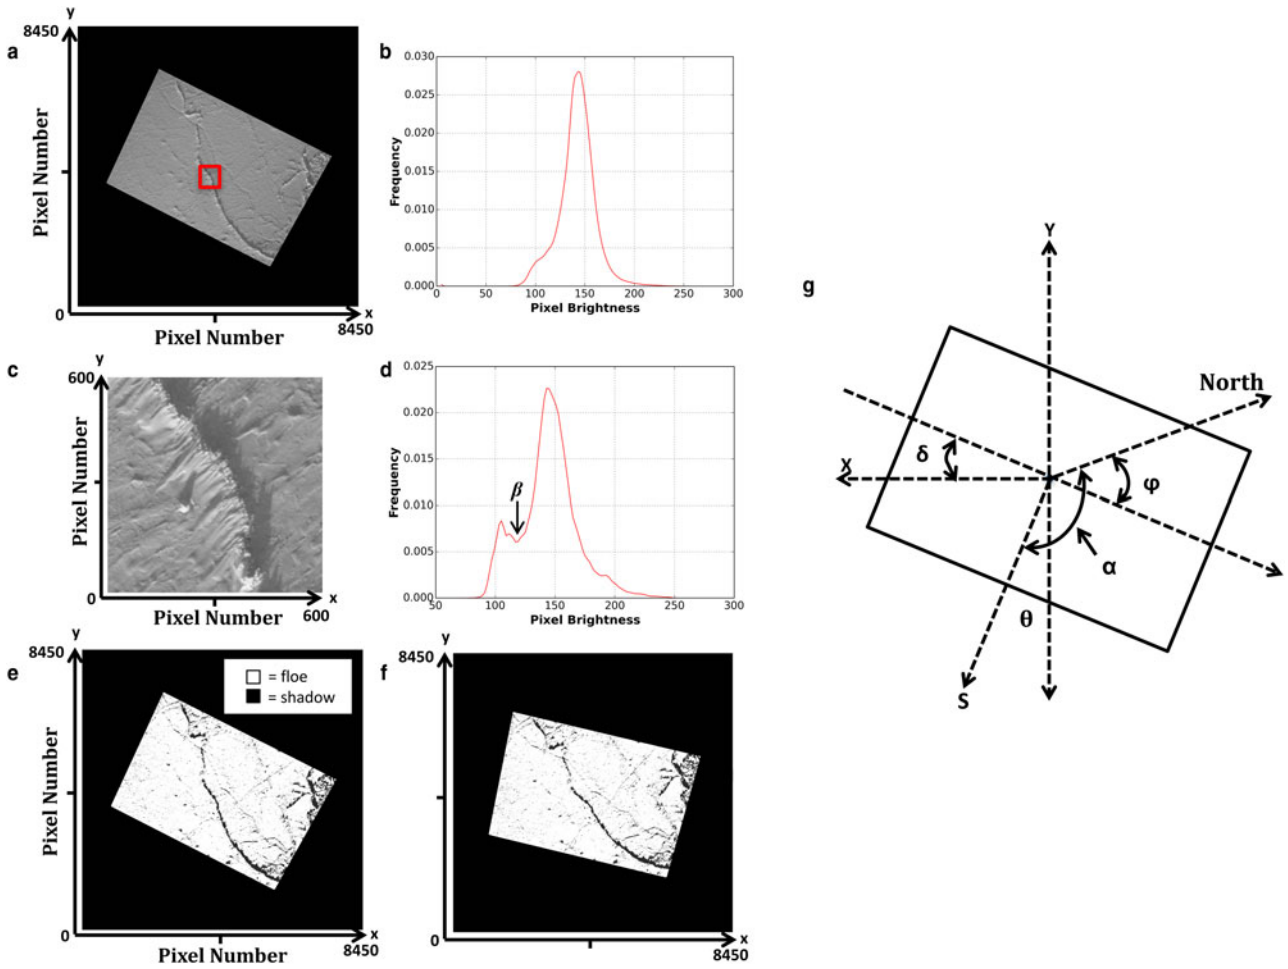 a
y
8450
Pixel Number
0
x
8450
Pixel Number
b
0.030
0.025
0.020
0.015
0.010
0.005
0.000
Frequency
0
50
100
150
200
250
300
Pixel Brightness
c
y
600
Pixel Number
0
x
600
Pixel Number
d
0.025
0.020
0.015
0.010
0.005
0.000
Frequency
β
50
100
150
200
250
300
Pixel Brightness
e
y
8450
= floe
= shadow
Pixel Number
0
x
8450
Pixel Number
f
y
8450
0
x
8450
g
Y
North
X
δ
φ
α
θ
S